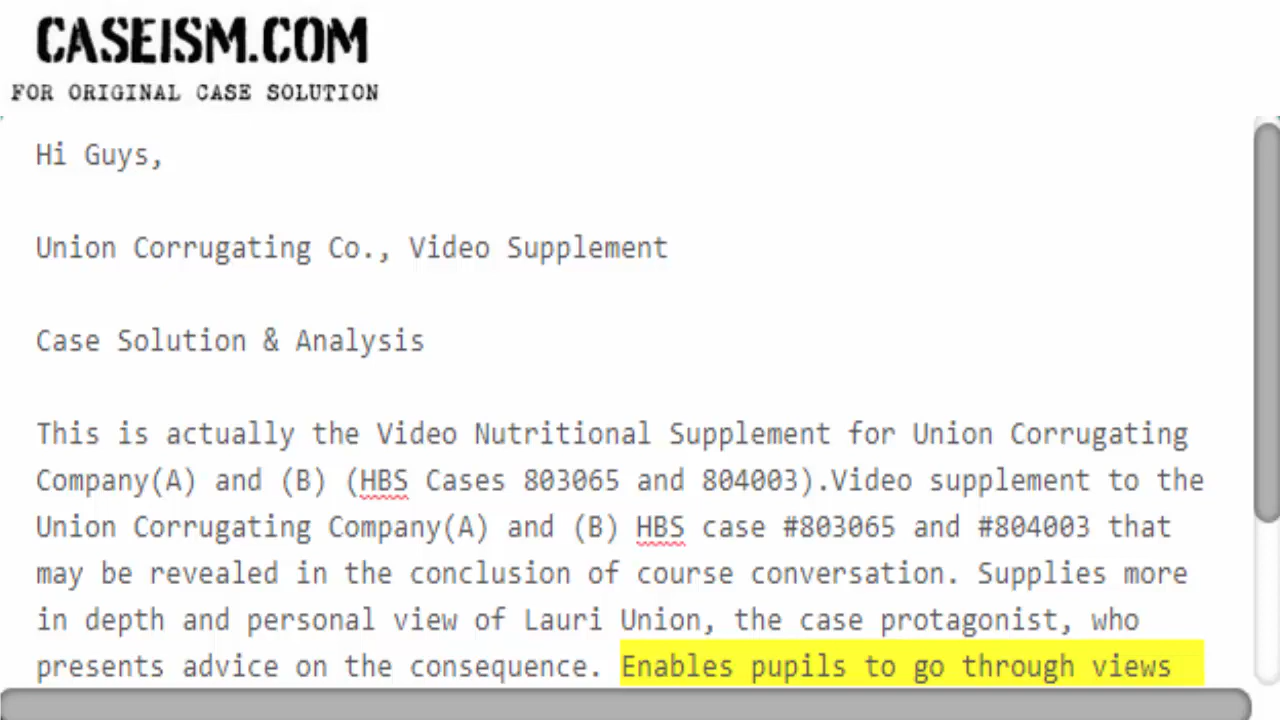 CASEISM.COM
FOR ORIGINAL CASE SOLUTION
Hi Guys,
Union Corrugating Co., Video Supplement
Case Solution & Analysis
This is actually the Video Nutritional Supplement for Union Corrugating
Company(A) and (B) (HBS Cases 803065 and 804003).Video supplement to the
Union Corrugating Company(A) and (B) HBS case #803065 and #804003 that
may be revealed in the conclusion of course conversation. Supplies more
in depth and personal view of Lauri Union, the case protagonist, who
presents advice on the consequence. Enables pupils to go through views